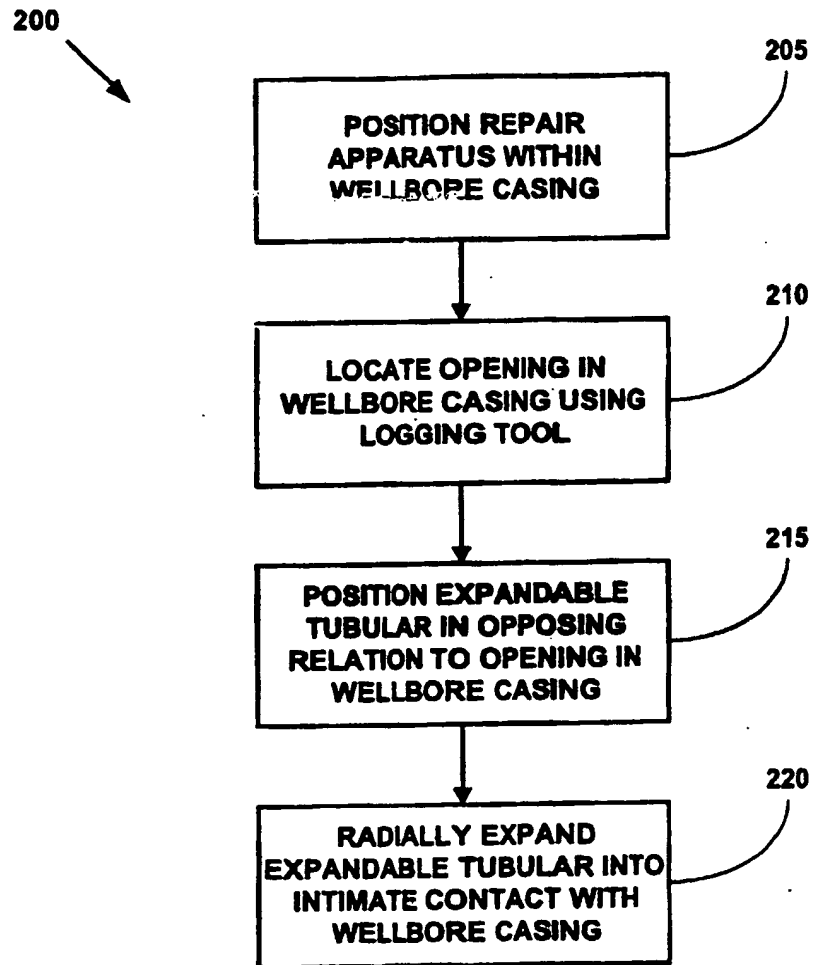 200
205
POSITION REPAIR
APPARATUS WITHIN
WELLBORE CASING
210
LOCATE OPENING IN
WELLBORE CASING USING
LOGGING TOOL
215
POSITION EXPANDABLE
TUBULAR IN OPPOSING
RELATION TO OPENING IN
WELLBORE CASING
220
RADIALLY EXPAND
EXPANDABLE TUBULAR INTO
INTIMATE CONTACT WITH
WELLBORE CASING